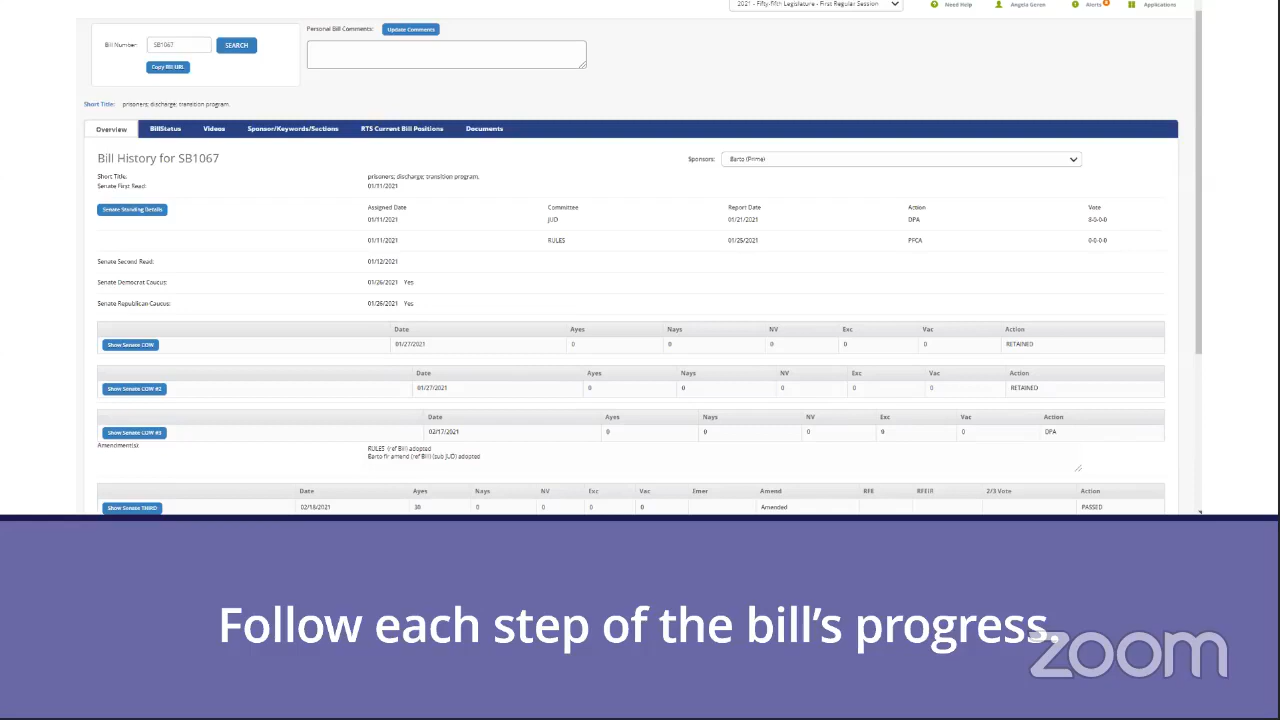 2021 - Fifty-fifth Legislature - First Regular Session Need Help Angela Geren Alerts Applications
Bill Number: SB1067 SEARCH
Copy Bill URL
Personal Bill Comments: Update Comments
Short Title: prisoners; discharge; transition program.
Overview BillStatus Videos Sponsor/Keywords/Sections RTS Current Bill Positions Documents
Bill History for SB1067 Sponsors: Barto (Prime)
Short Title: prisoners; discharge; transition program.
Senate First Read: 01/11/2021
Senate Standing Details Assigned Date Committee Report Date Action Vote
01/11/2021 JUD 01/21/2021 DPA 8-0-0-0
01/11/2021 RULES 01/25/2021 PFCA 0-0-0-0
Senate Second Read: 01/12/2021
Senate Democrat Caucus: 01/26/2021 Yes
Senate Republican Caucus: 01/26/2021 Yes
Date Ayes Nays NV Exc Vac Action
Show Senate COW 01/27/2021 0 0 0 0 0 RETAINED
Date Ayes Nays NV Exc Vac Action
Show Senate COW #2 01/27/2021 0 0 0 0 0 RETAINED
Date Ayes Nays NV Exc Vac Action
Show Senate COW #3 02/17/2021 0 0 0 0 DPA
Amendment(s): RULES (ref Bill) adopted
Barto flr amend (ref Bill) (sub JUD) adopted
Date Ayes Nays NV Exc Vac Emer Amend RFE RFEIR 2/3 Vote Action
Show Senate THIRD 02/18/2021 30 0 0 0 0 Amended PASSED
Follow each step of the bill's progress.
zoom